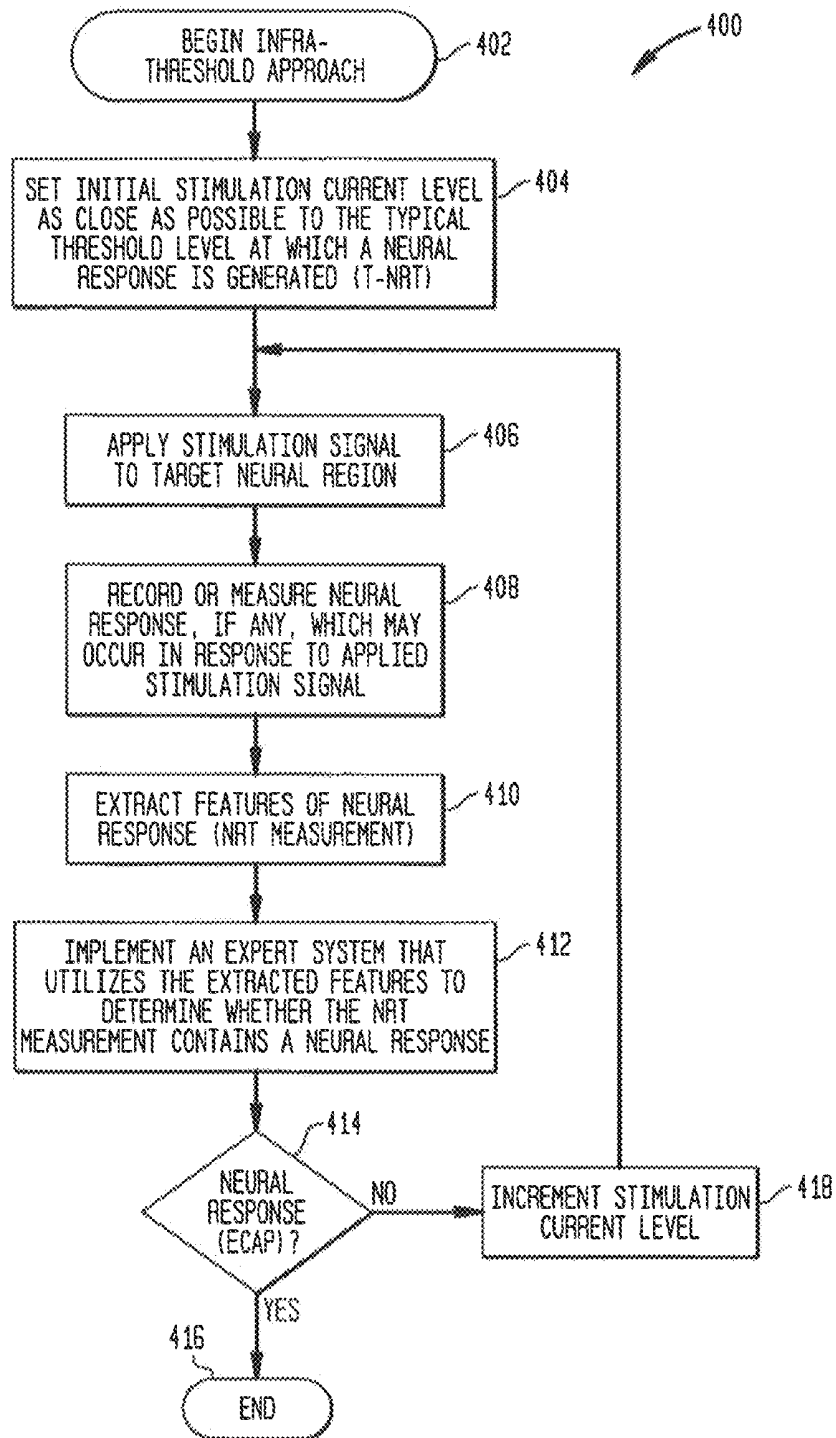 BEGIN INFRA-
THRESHOLD APPROACH
402
400
SET INITIAL STIMULATION CURRENT LEVEL
AS CLOSE AS POSSIBLE TO THE TYPICAL
THRESHOLD LEVEL AT WHICH A NEURAL
RESPONSE IS GENERATED (T-NRT)
404
APPLY STIMULATION SIGNAL
TO TARGET NEURAL REGION
406
RECORD OR MEASURE NEURAL
RESPONSE, IF ANY, WHICH MAY
OCCUR IN RESPONSE TO APPLIED
STIMULATION SIGNAL
408
EXTRACT FEATURES OF NEURAL
RESPONSE (NRT MEASUREMENT)
410
IMPLEMENT AN EXPERT SYSTEM THAT
UTILIZES THE EXTRACTED FEATURES TO
DETERMINE WHETHER THE NRT
MEASUREMENT CONTAINS A NEURAL RESPONSE
412
414
NEURAL
RESPONSE
(ECAP)?
NO
INCREMENT STIMULATION
CURRENT LEVEL
418
YES
416
END